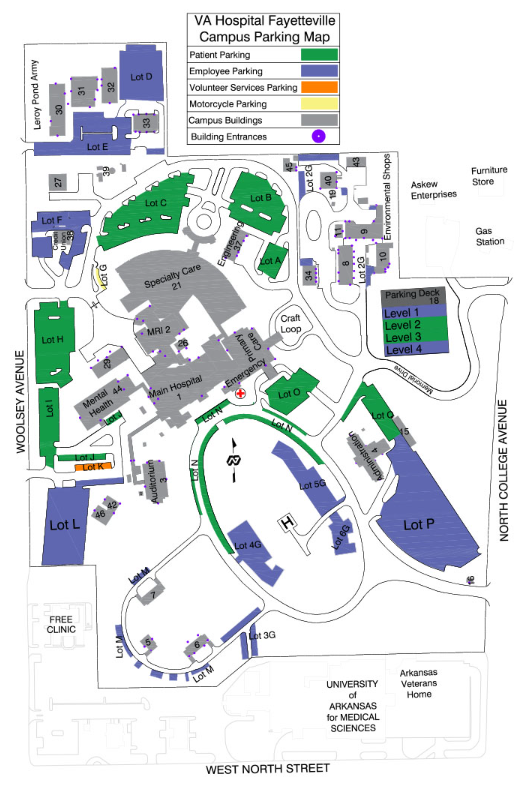 VA Hospital Fayetteville
Campus Parking Map
Patient Parking
Employee Parking
Volunteer Services Parking
Motorcycle Parking
Campus Buildings
Building Entrances
Leroy Pond Army
Lot D
30
31
32
33
Lot E
27
39
45
Lot 2G
43
40
19
Environmental Shops
Askew
Enterprises
Furniture
Store
Gas
Station
Lot F
Credit
Union
35
Lot C
Lot B
Engineering
37
Lot A
11
9
8
10
34
Lot 2G
Lot G
Specialty Care
21
Parking Deck
18
Level 1
Level 2
Level 3
Level 4
Lot H
MRI 2
26
Craft
Loop
Primary
Care
Emergency
29
Memorial Drive
WOOLSEY AVENUE
Mental
Health
44
Main Hospital
1
Lot O
Lot I
Lot J
Lot N
Lot N
Lot O
15
Administration
4
Lot J
Lot K
Auditorium
3
Lot N
H
Lot 5G
Lot L
42
46
Lot 4G
Lot 6G
Lot P
NORTH COLLEGE AVENUE
16
Lot M
7
FREE
CLINIC
Lot M
5
6
Lot 3G
Lot M
UNIVERSITY
of
ARKANSAS
for MEDICAL
SCIENCES
Arkansas
Veterans
Home
WEST NORTH STREET